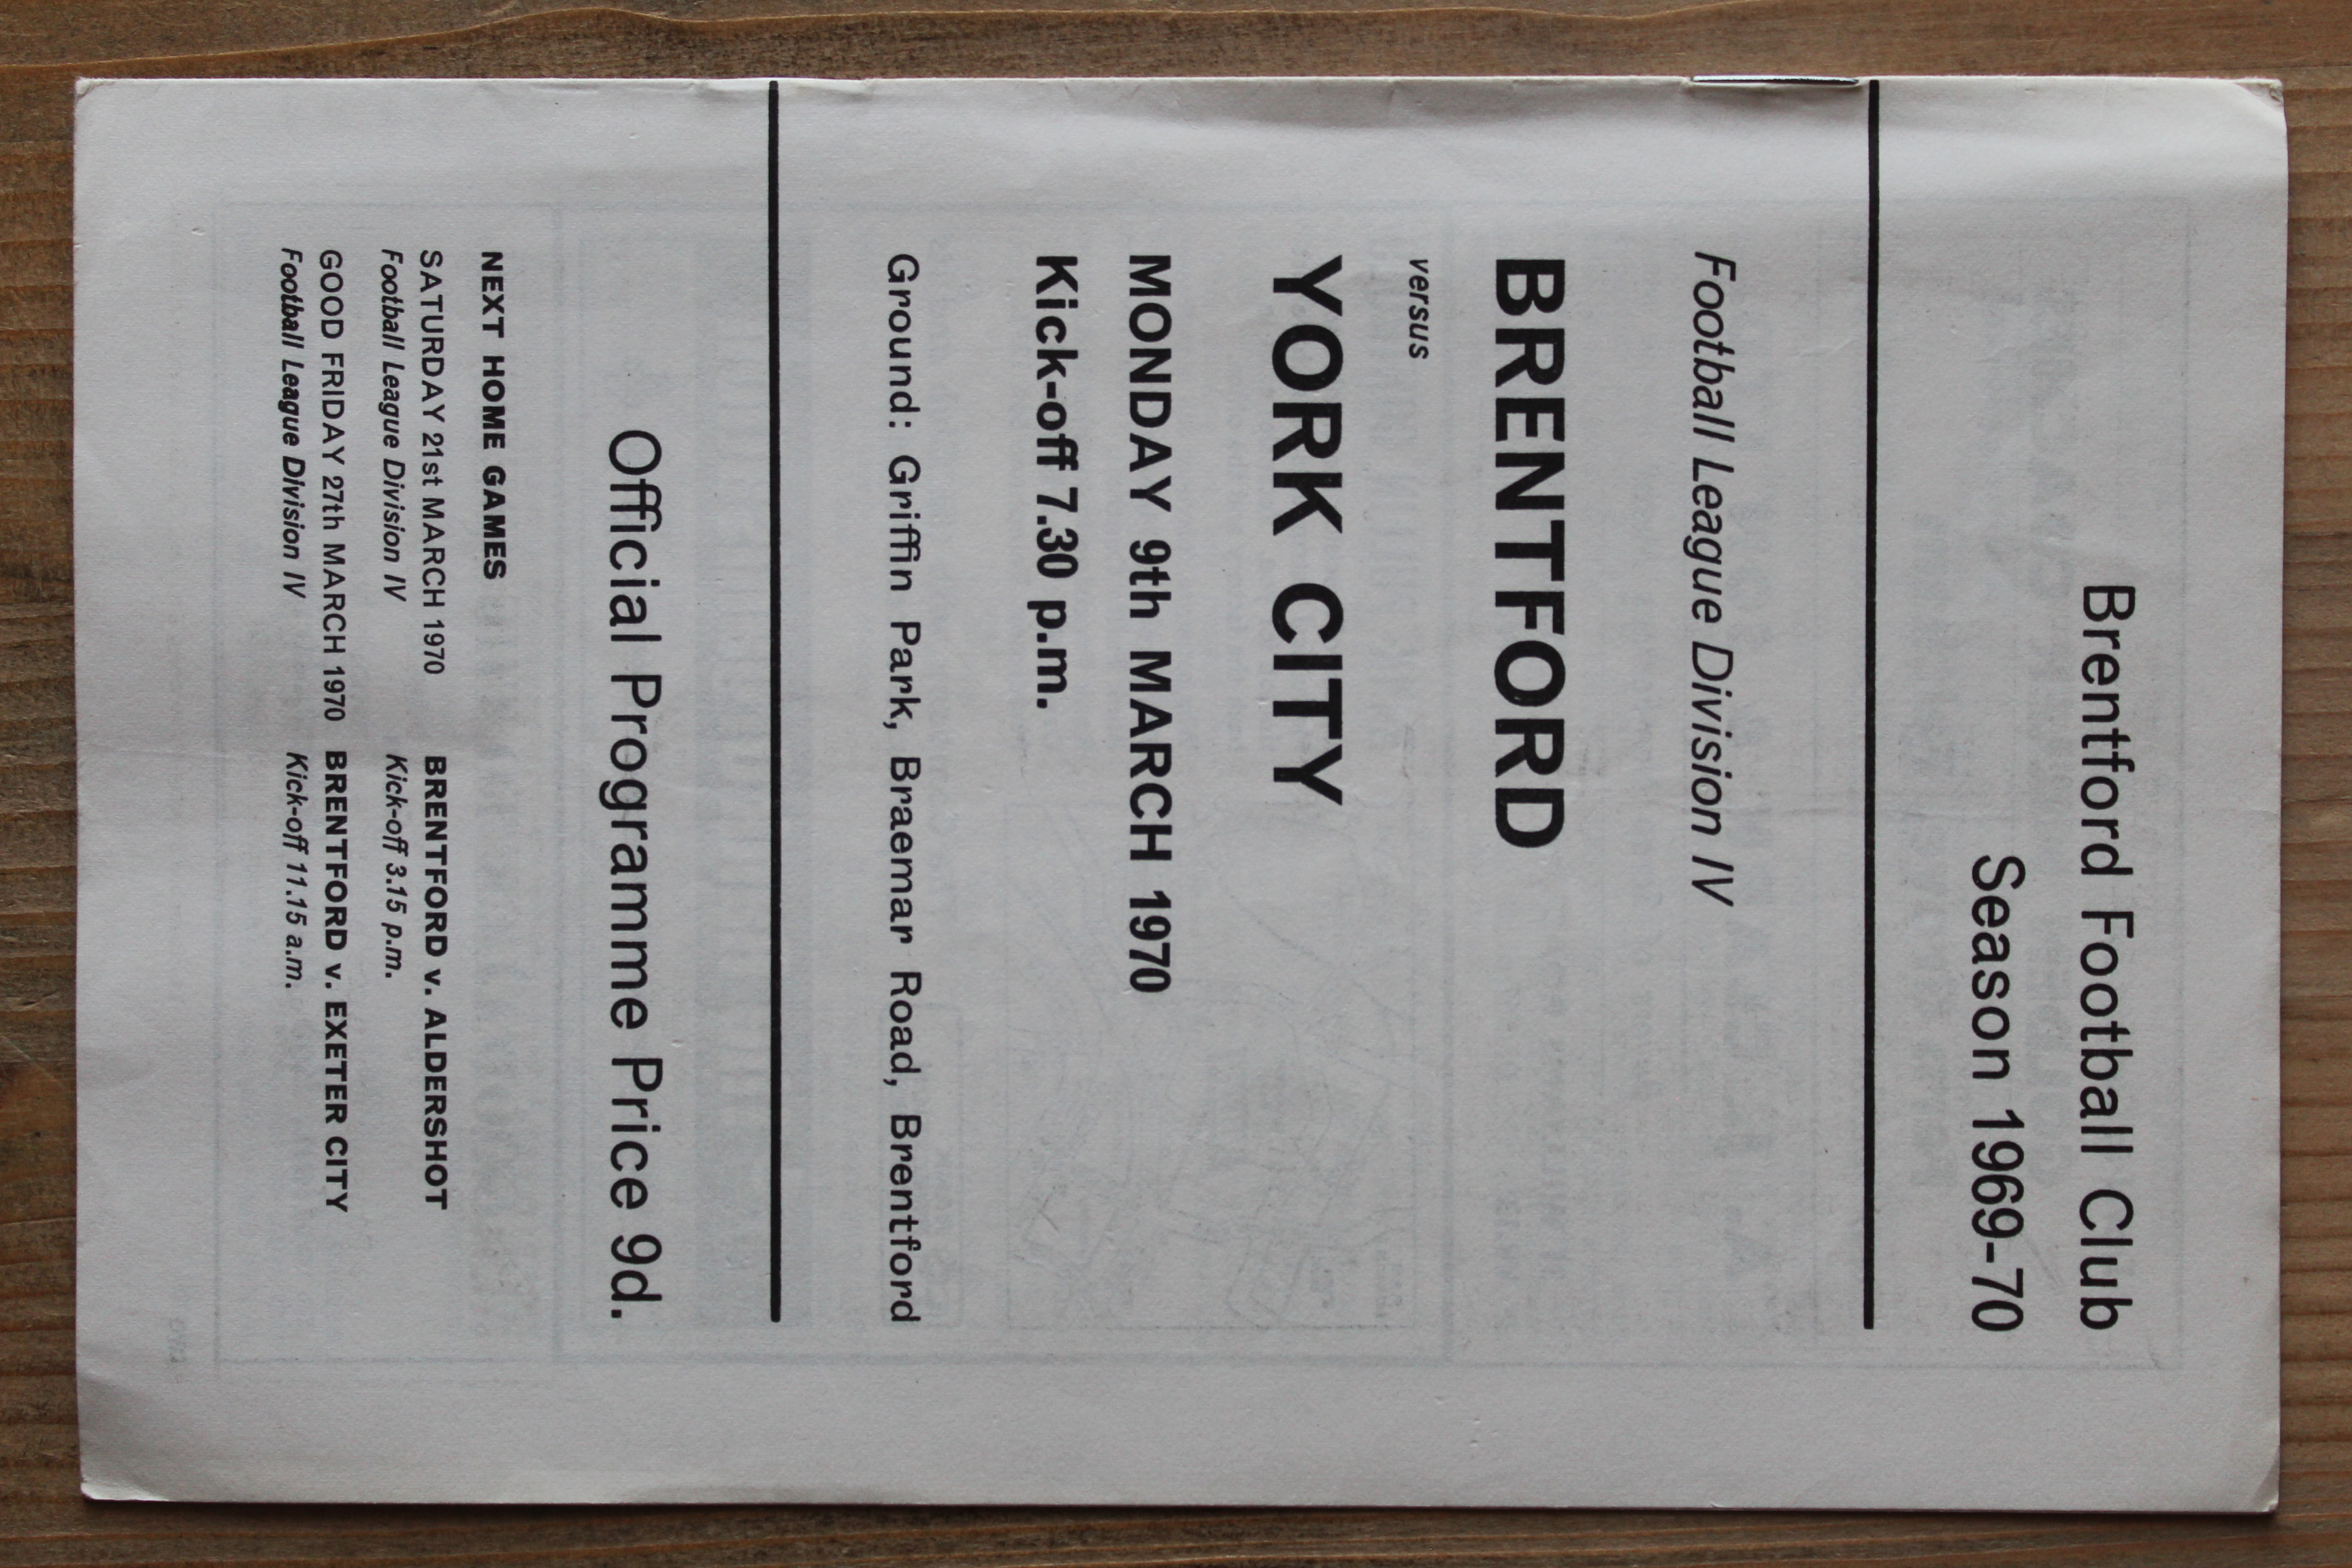 Brentford Football Club
Season 1969-70
Football League Division IV
BRENTFORD
versus
YORK CITY
MONDAY 9th MARCH 1970
Kick-off 7.30 p.m.
Ground: Griffin Park, Braemar Road, Brentford
Official Programme Price 9d.
NEXT HOME GAMES
SATURDAY 21st MARCH 1970 BRENTFORD v. ALDERSHOT
Football League Division IV Kick-off 3.15 p.m.
GOOD FRIDAY 27th MARCH 1970 BRENTFORD v. EXETER CITY
Football League Division IV Kick-off 11.15 a.m.